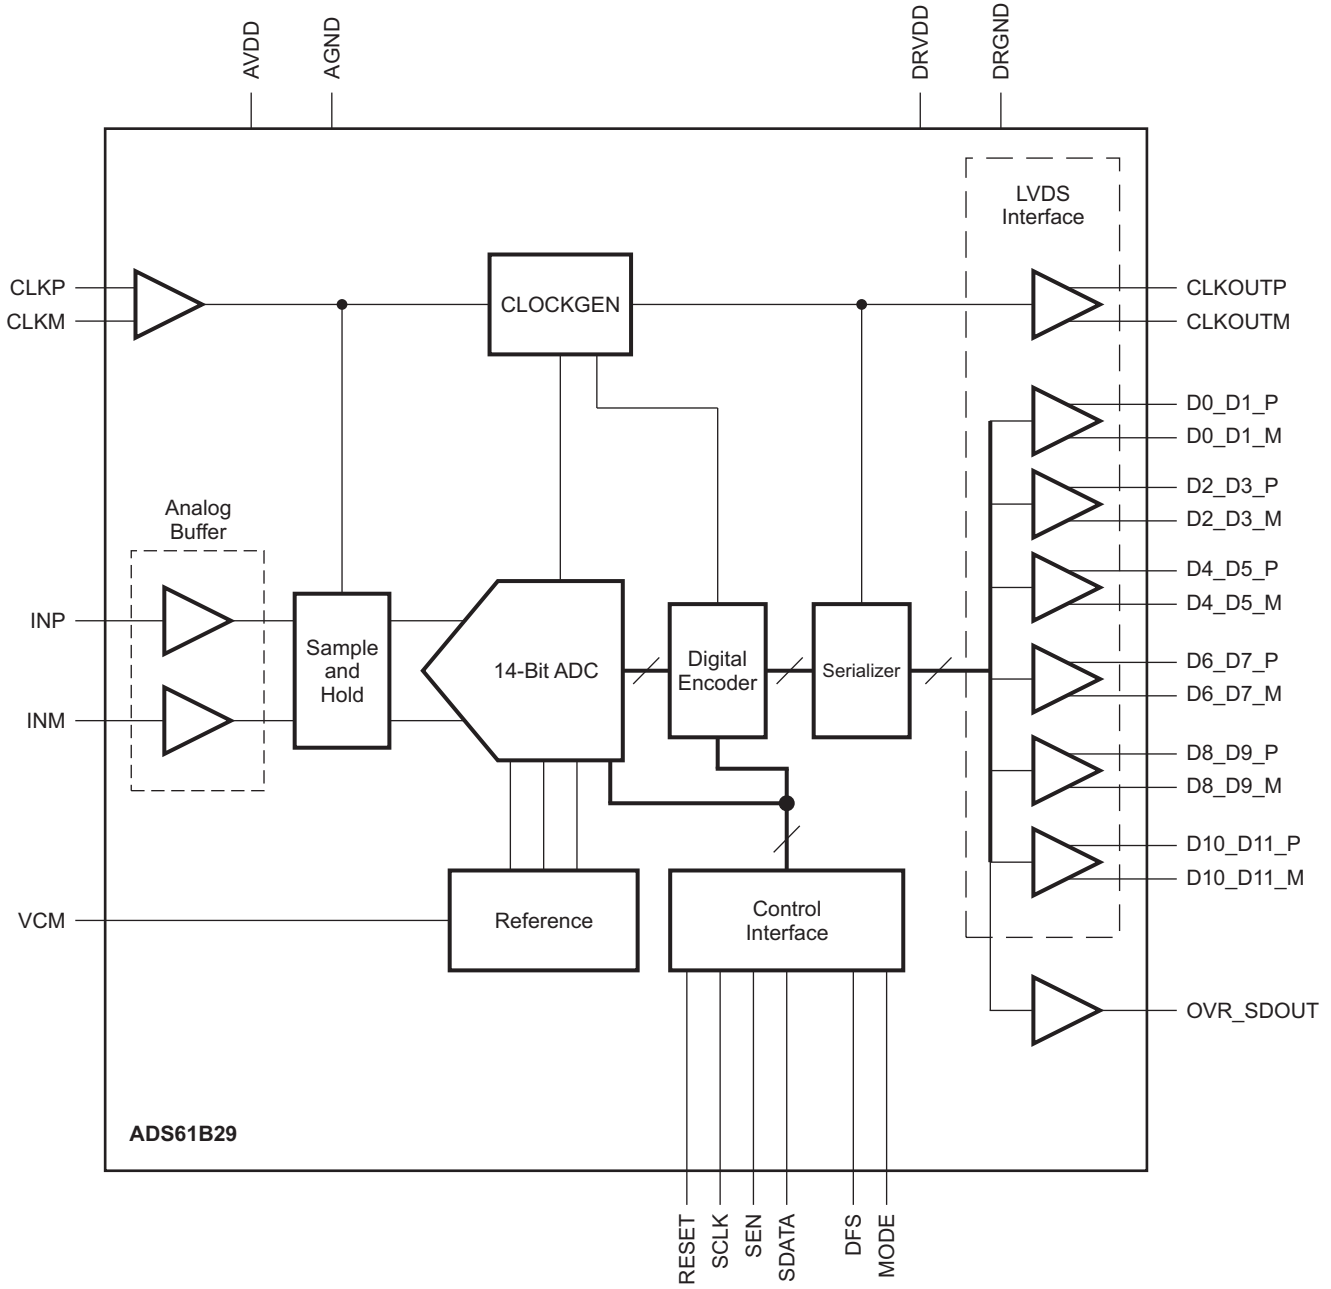 AVDD
AGND
DRVDD
DRGND
LVDS
Interface
CLKP
CLKM
CLOCKGEN
CLKOUTP
CLKOUTM
D0_D1_P
D0_D1_M
D2_D3_P
D2_D3_M
D4_D5_P
D4_D5_M
D6_D7_P
D6_D7_M
D8_D9_P
D8_D9_M
D10_D11_P
D10_D11_M
OVR_SDOUT
Analog
Buffer
INP
INM
Sample
and
Hold
14-Bit ADC
Digital
Encoder
Serializer
VCM
Reference
Control
Interface
ADS61B29
RESET
SCLK
SEN
SDATA
DFS
MODE